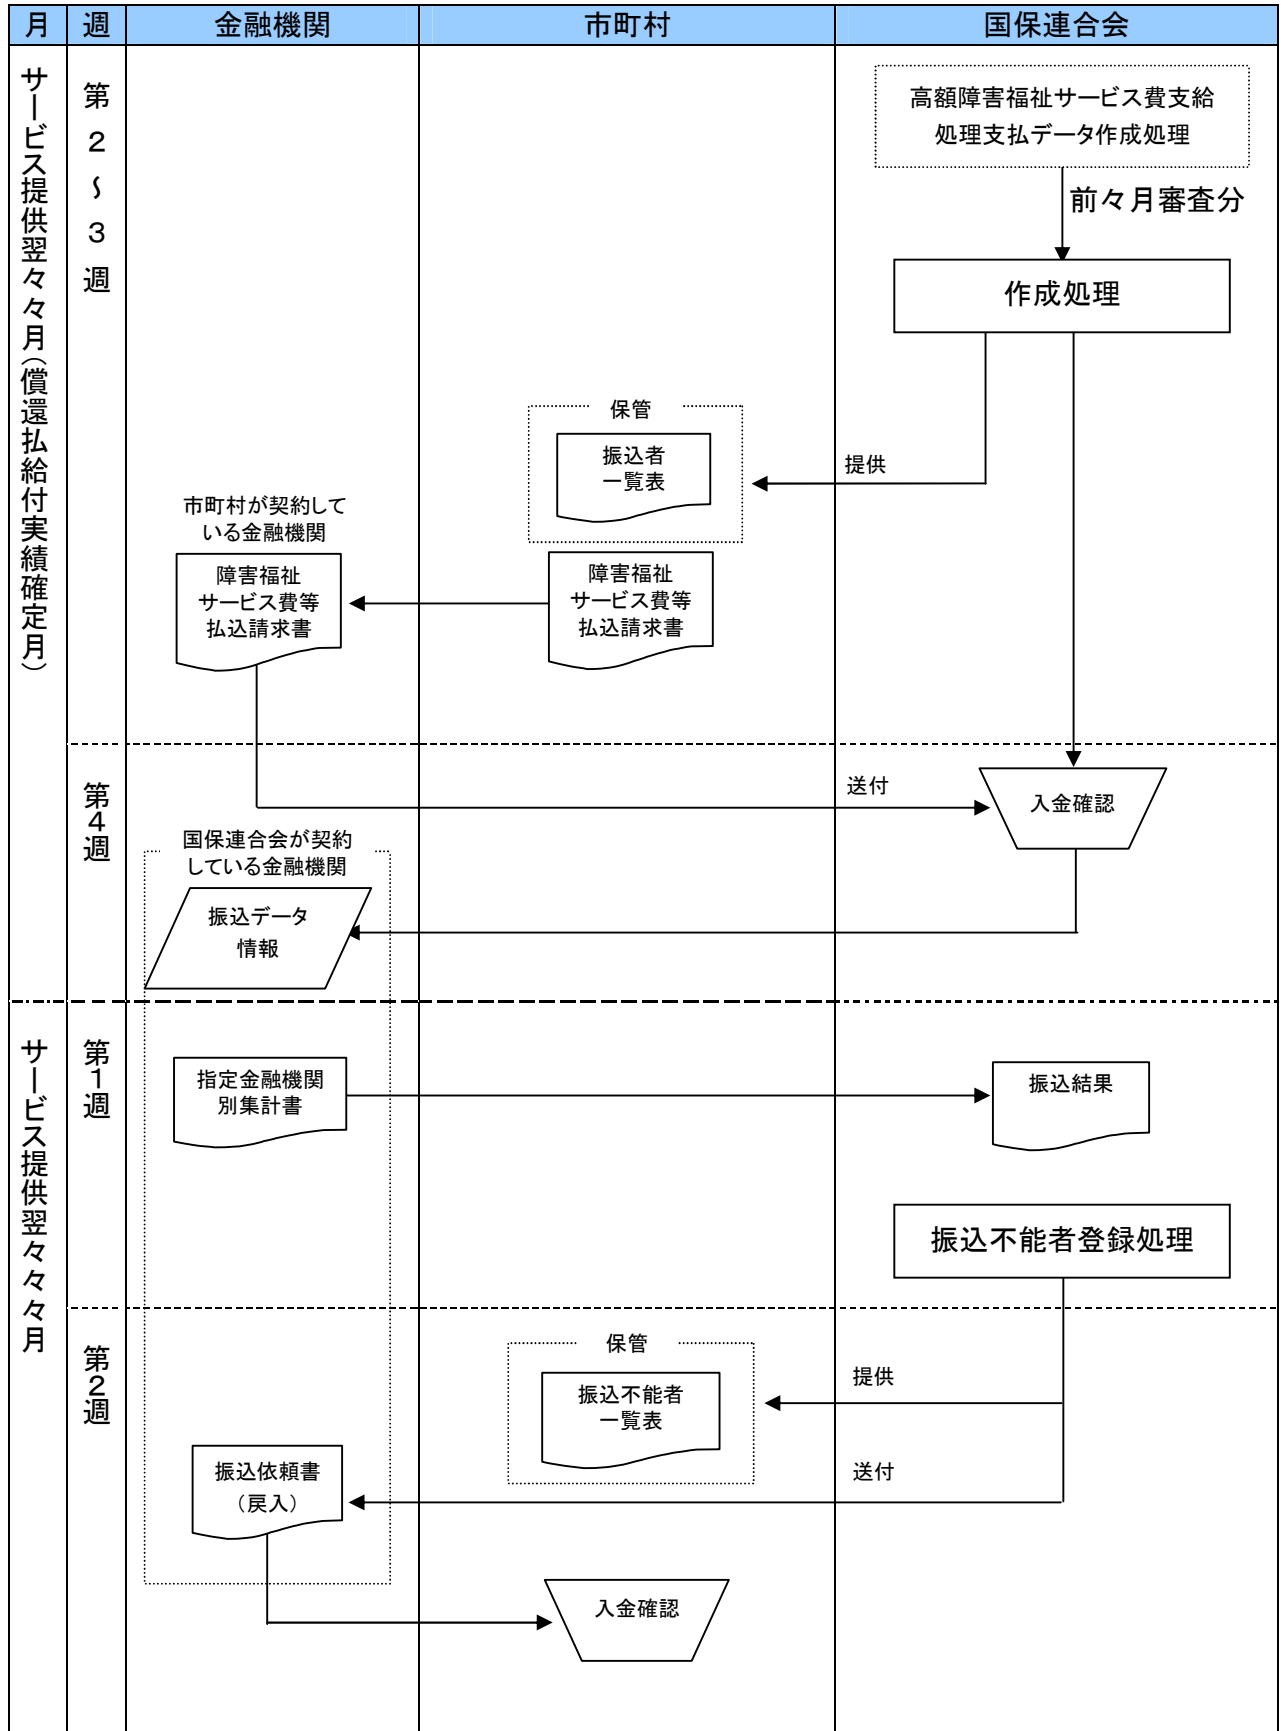 月
週
金融機関
市町村
国保連合会
サービス提供翌々々月（償還払給付実績確定月）
第２～３週
高額障害福祉サービス費支給
処理支払データ作成処理
前々月審査分
作成処理
保管
振込者
一覧表
提供
市町村が契約して
いる金融機関
障害福祉
サービス費等
払込請求書
障害福祉
サービス費等
払込請求書
第４週
送付
入金確認
国保連合会が契約
している金融機関
振込データ
情報
サービス提供翌々々々月
第１週
指定金融機関
別集計書
振込結果
振込不能者登録処理
第２週
保管
振込不能者
一覧表
提供
振込依頼書
（戻入）
送付
入金確認